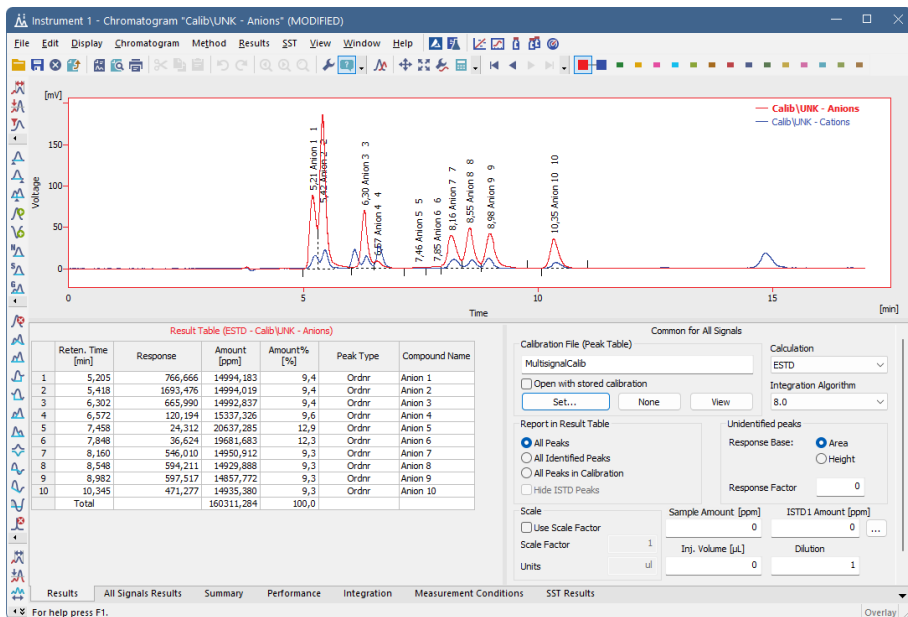 Instrument 1 - Chromatogram "Calib\UNK - Anions" (MODIFIED)
File Edit Display Chromatogram Method Results SST View Window Help
[mV]
150
100
50
0
Voltage
5,21 Anion 1 1
5,42 Anion 2 2
6,30 Anion 3 3
6,57 Anion 4 4
7,46 Anion 5 5
7,85 Anion 6 6
8,16 Anion 7 7
8,55 Anion 8 8
8,98 Anion 9 9
10,35 Anion 10 10
Calib\UNK - Anions
Calib\UNK - Cations
0 5 10 15 [min]
Time
Result Table (ESTD - Calib\UNK - Anions)
Reten. Time [min] Response Amount [ppm] Amount% [%] Peak Type Compound Name
1 5,205 766,666 14994,183 9,4 Ordnr Anion 1
2 5,418 1693,476 14994,019 9,4 Ordnr Anion 2
3 6,302 665,990 14992,837 9,4 Ordnr Anion 3
4 6,572 120,194 15337,326 9,6 Ordnr Anion 4
5 7,458 24,312 20637,285 12,9 Ordnr Anion 5
6 7,848 36,624 19681,683 12,3 Ordnr Anion 6
7 8,160 546,010 14950,912 9,3 Ordnr Anion 7
8 8,548 594,211 14929,888 9,3 Ordnr Anion 8
9 8,982 597,517 14857,772 9,3 Ordnr Anion 9
10 10,345 471,277 14935,380 9,3 Ordnr Anion 10
Total 160311,284 100,0
Common for All Signals
Calibration File (Peak Table)
MultisignalCalib
Open with stored calibration
Set... None View
Calculation
ESTD
Integration Algorithm
8.0
Report in Result Table
All Peaks
All Identified Peaks
All Peaks in Calibration
Hide ISTD Peaks
Unidentified peaks
Response Base: Area
Height
Response Factor 0
Scale
Use Scale Factor
Scale Factor 1
Units ul
Sample Amount [ppm] ISTD1 Amount [ppm]
0 0 ...
Inj. Volume [µL] Dilution
0 1
Results All Signals Results Summary Performance Integration Measurement Conditions SST Results
For help press F1.
Overlay